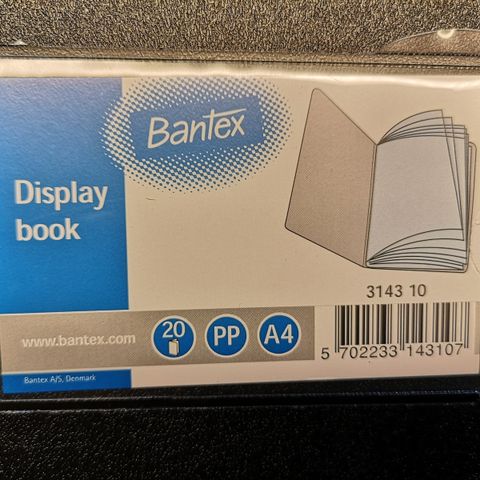 Bantex
Display
book
3143 10
www.bantex.com
20
PP
A4
5 702233 143107
Bantex A/S, Denmark